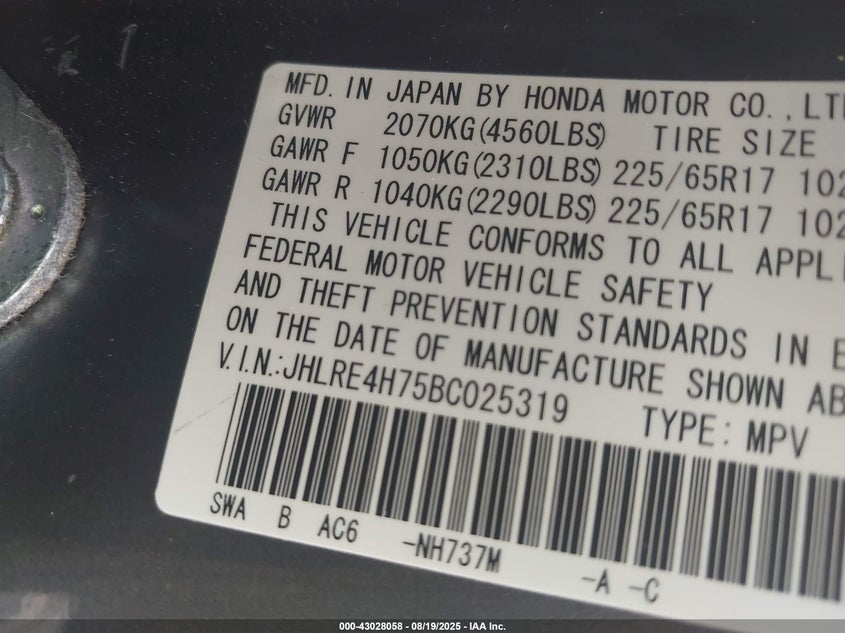 MFD. IN JAPAN BY HONDA MOTOR CO., LT
GVWR 2070KG(4560LBS) TIRE SIZE
GAWR F 1050KG(2310LBS) 225/65R17 102
GAWR R 1040KG(2290LBS) 225/65R17 102
THIS VEHICLE CONFORMS TO ALL APPLI
FEDERAL MOTOR VEHICLE SAFETY
AND THEFT PREVENTION STANDARDS IN E
ON THE DATE OF MANUFACTURE SHOWN AB
V.I.N.:JHLRE4H75BC025319 TYPE: MPV
SWA B AC6 -NH737M -A -C
000-43028058 - 08/19/2025 - IAA Inc.